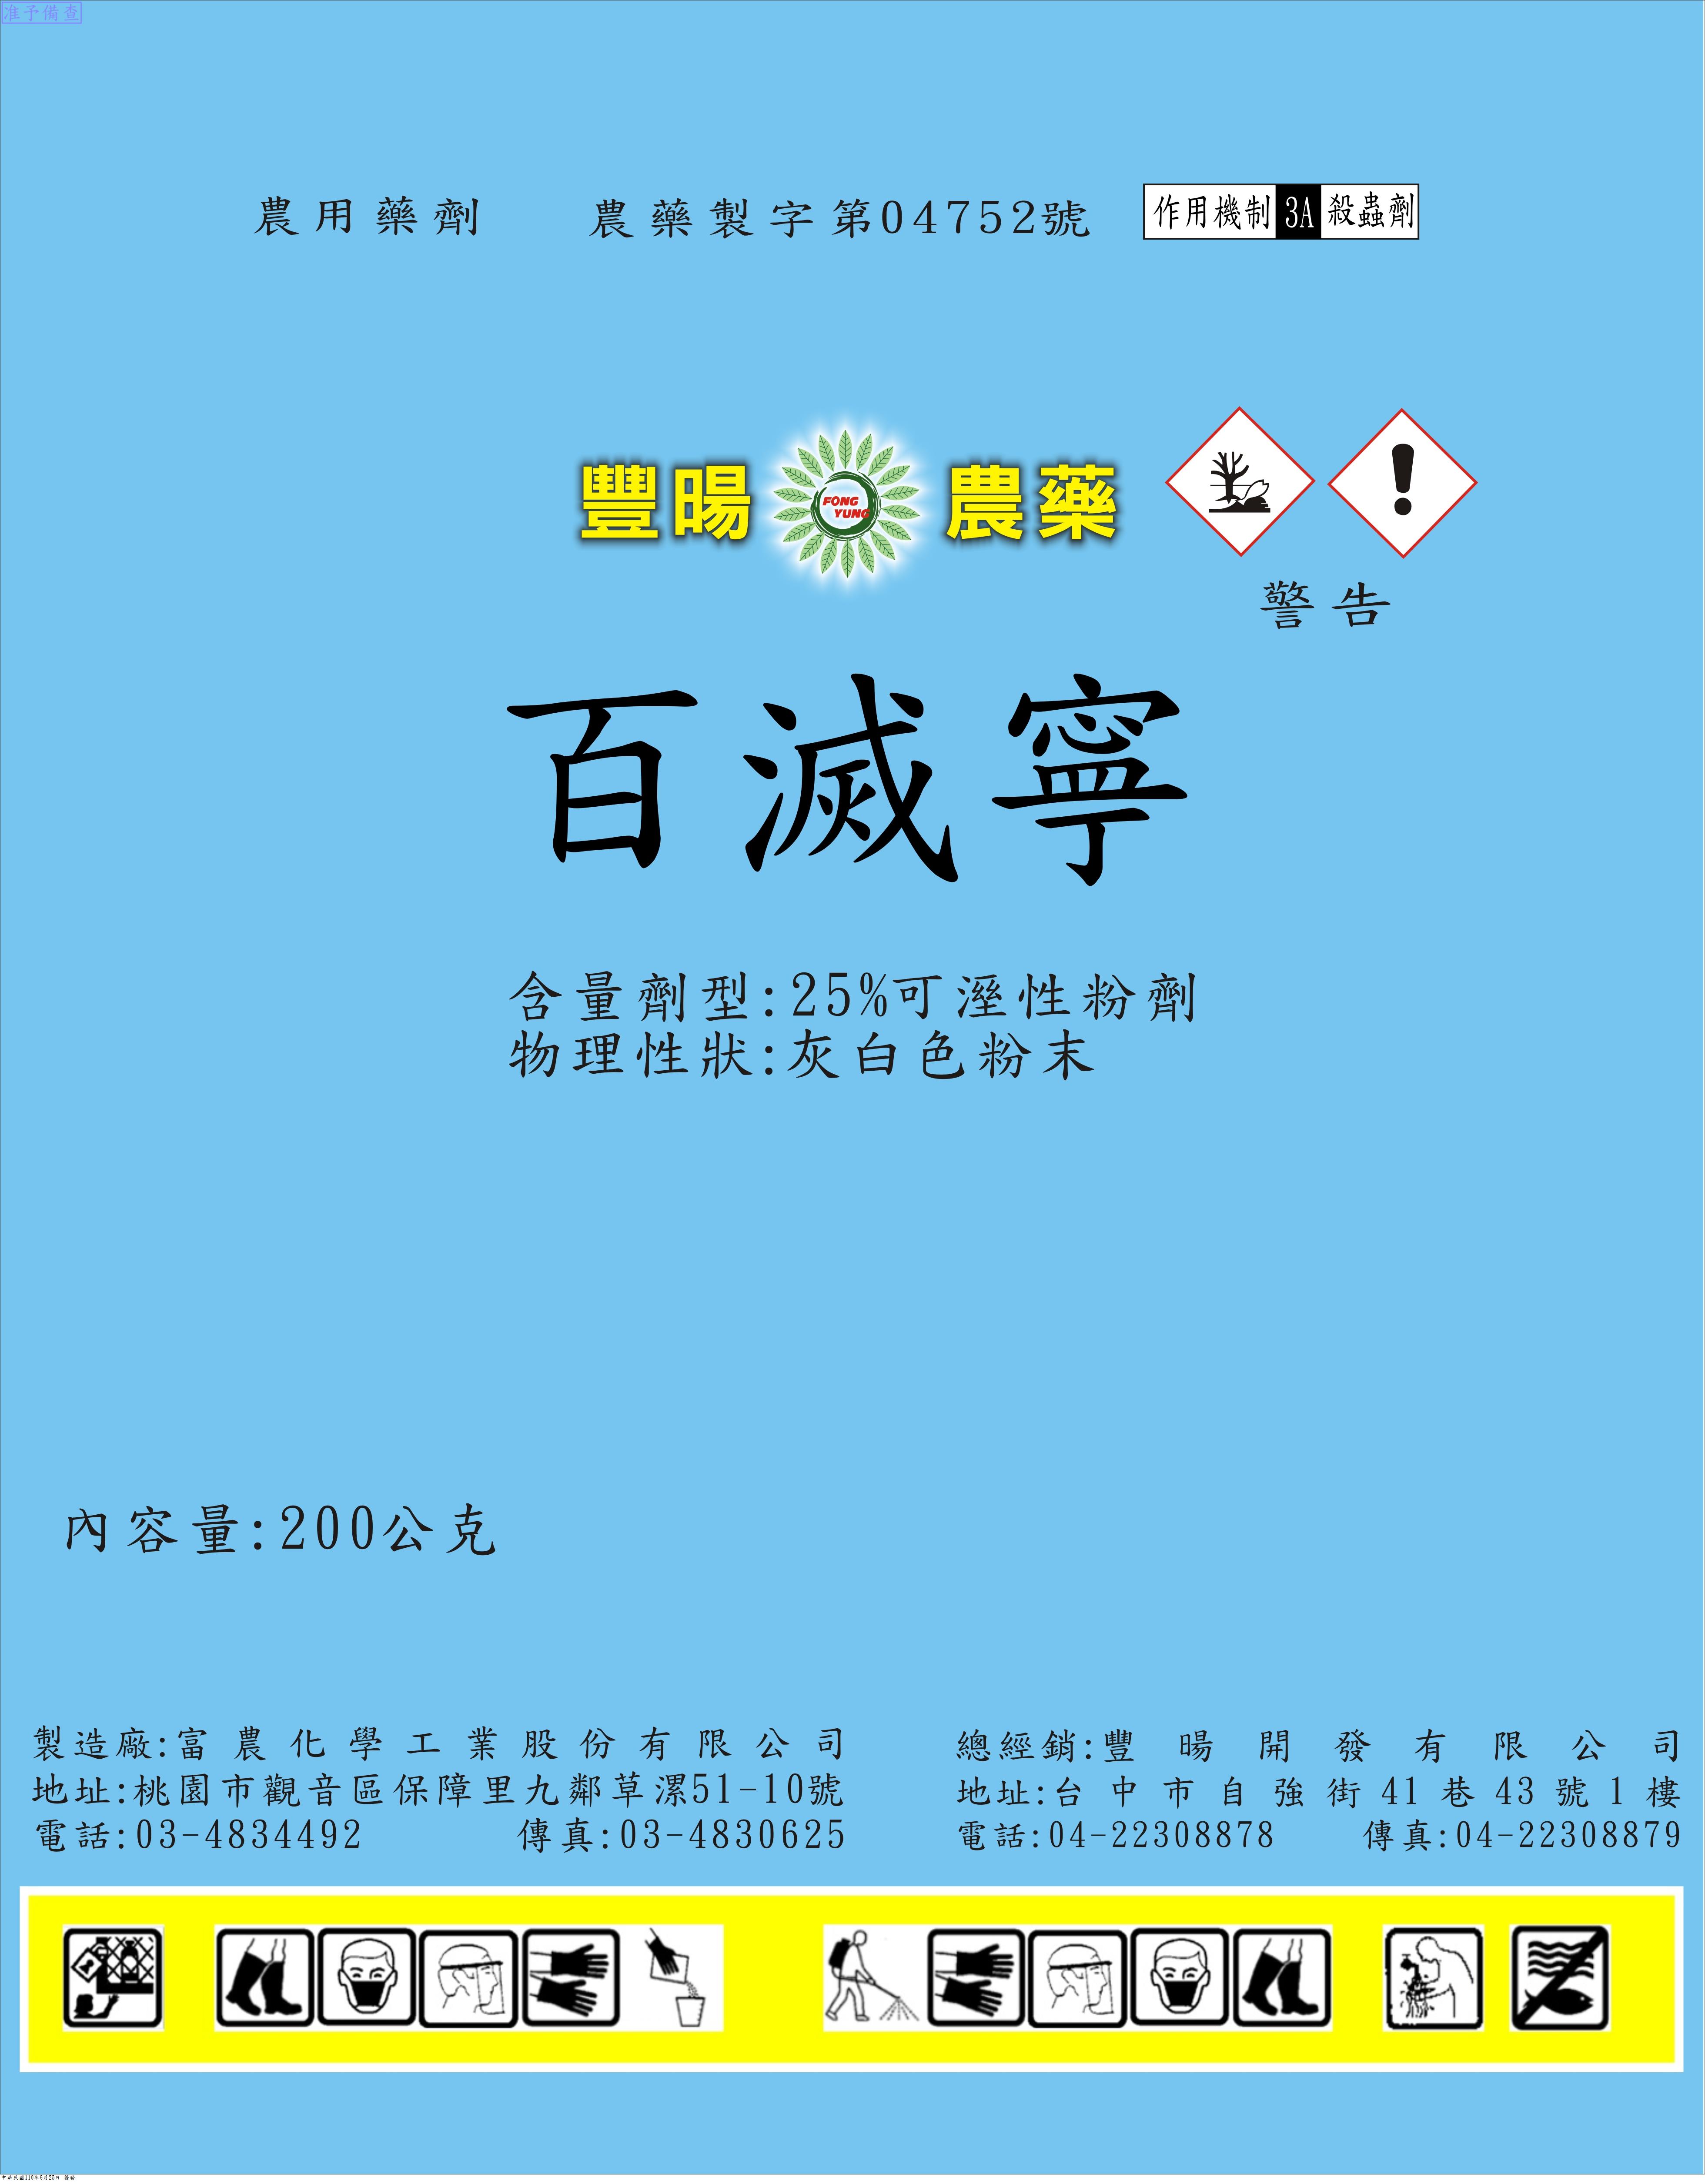 准予備查
農用藥劑 農藥製字第04752號 作用機制 3A 殺蟲劑
豐暘 FONG YUNG 農藥
警告
百滅寧
含量劑型:25%可溼性粉劑
物理性狀:灰白色粉末
內容量:200公克
製造廠:富農化學工業股份有限公司
地址:桃園市觀音區保障里九鄰草漯51-10號
電話:03-4834492 傳真:03-4830625
總經銷:豐暘開發有限公司
地址:台中市自強街41巷43號1樓
電話:04-22308878 傳真:04-22308879